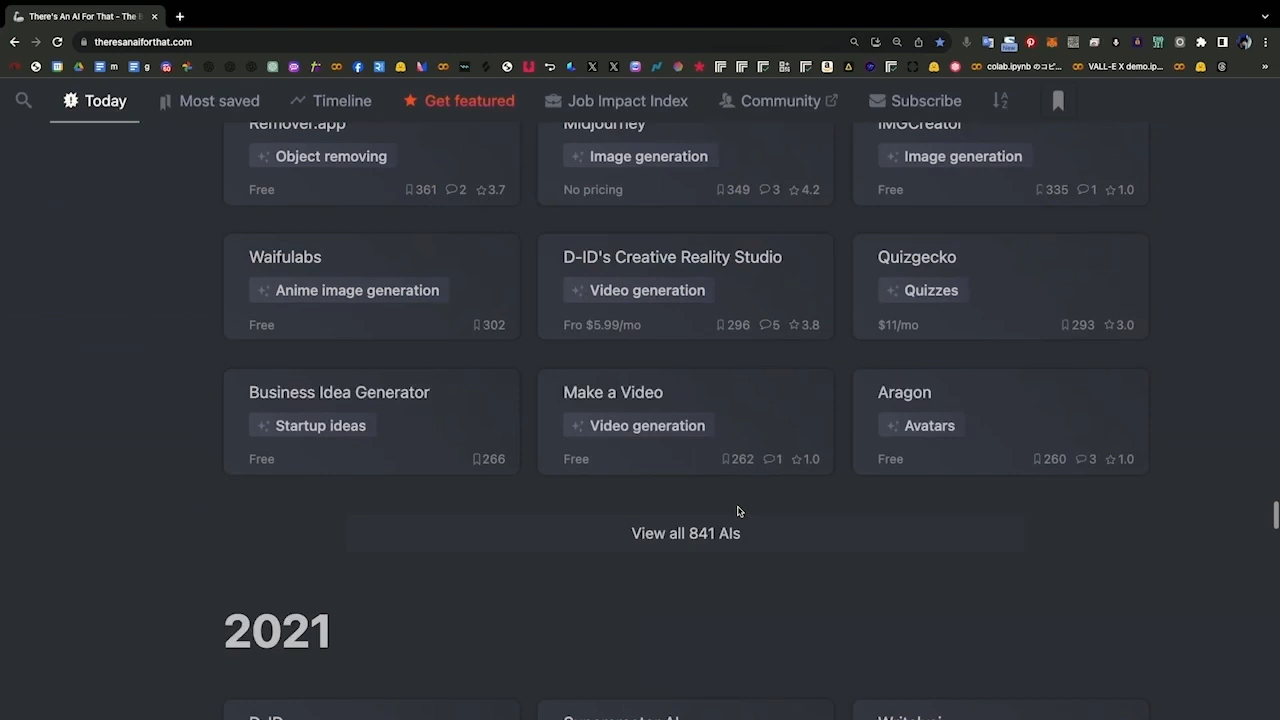 There's An AI For That - The B
theresanaiforthat.com
New
m
g
colab.ipynb のコピ...
VALL-E X demo.ip...
Today
Most saved
Timeline
Get featured
Job Impact Index
Community
Subscribe
Remover.app
Midjourney
IMGCreator
Object removing
Image generation
Image generation
Free
361
2
3.7
No pricing
349
3
4.2
Free
335
1
1.0
Waifulabs
D-ID's Creative Reality Studio
Quizgecko
Anime image generation
Video generation
Quizzes
Free
302
Fro $5.99/mo
296
5
3.8
$11/mo
293
3.0
Business Idea Generator
Make a Video
Aragon
Startup ideas
Video generation
Avatars
Free
266
Free
262
1
1.0
Free
260
3
1.0
View all 841 AIs
2021